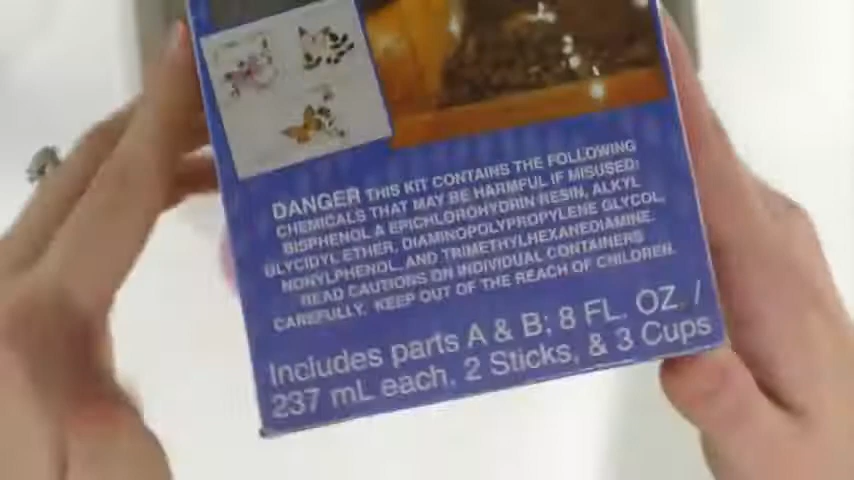 DANGER THIS KIT CONTAINS THE FOLLOWING
CHEMICALS THAT MAY BE HARMFUL IF MISUSED:
BISPHENOL A EPICHLOROHYDRIN RESIN, ALKYL
GLYCIDYL ETHER, DIAMINOPOLYPROPYLENE GLYCOL,
NONYLPHENOL, AND TRIMETHYLHEXANEDIAMINE.
READ CAUTIONS ON INDIVIDUAL CONTAINERS
CAREFULLY. KEEP OUT OF THE REACH OF CHILDREN.
Includes parts A & B; 8 FL. OZ. /
237 mL each, 2 Sticks, & 3 Cups